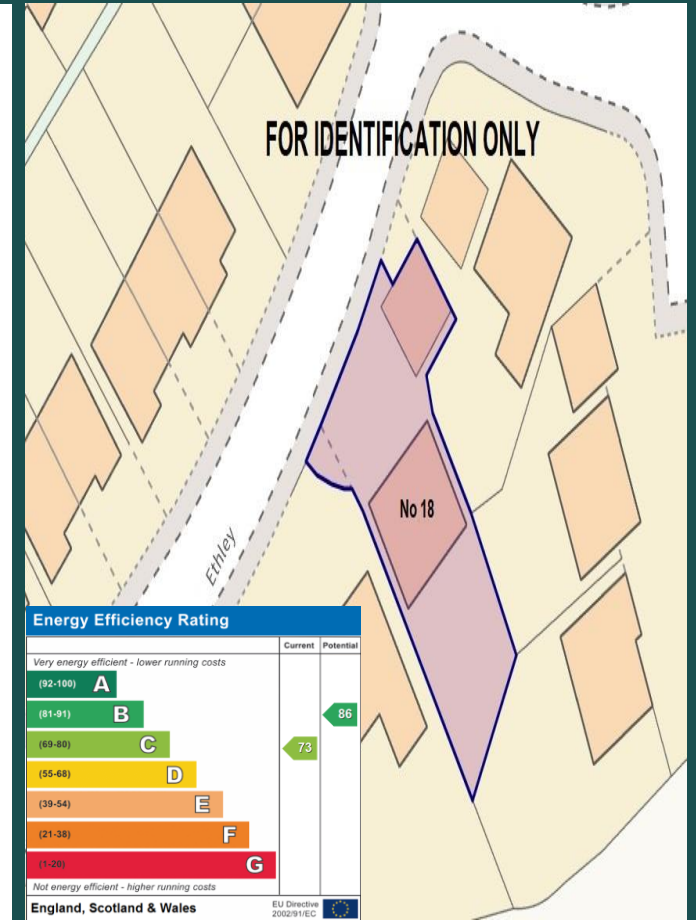 FOR IDENTIFICATION ONLY
No 18
Ethley
Energy Efficiency Rating
Current Potential
Very energy efficient - lower running costs
(92-100) A
(81-91) B 86
(69-80) C 73
(55-68) D
(39-54) E
(21-38) F
(1-20) G
Not energy efficient - higher running costs
England, Scotland & Wales
EU Directive
2002/91/EC